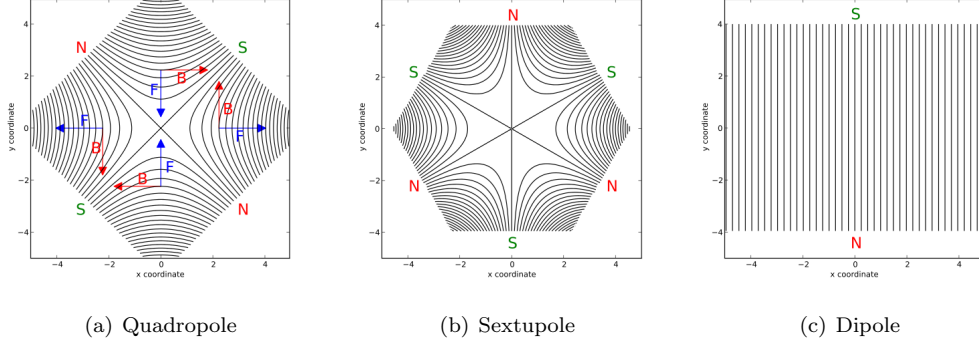 N
S
F
B
4
2
0
−2
−4
y coordinate
B
F
F
B
B
F
S
N
−4
−2
0
2
4
x coordinate
(a) Quadropole
N
S
S
4
2
0
−2
−4
y coordinate
N
N
S
−4
−2
0
2
4
x coordinate
(b) Sextupole
S
4
2
0
−2
−4
y coordinate
N
−4
−2
0
2
4
x coordinate
(c) Dipole